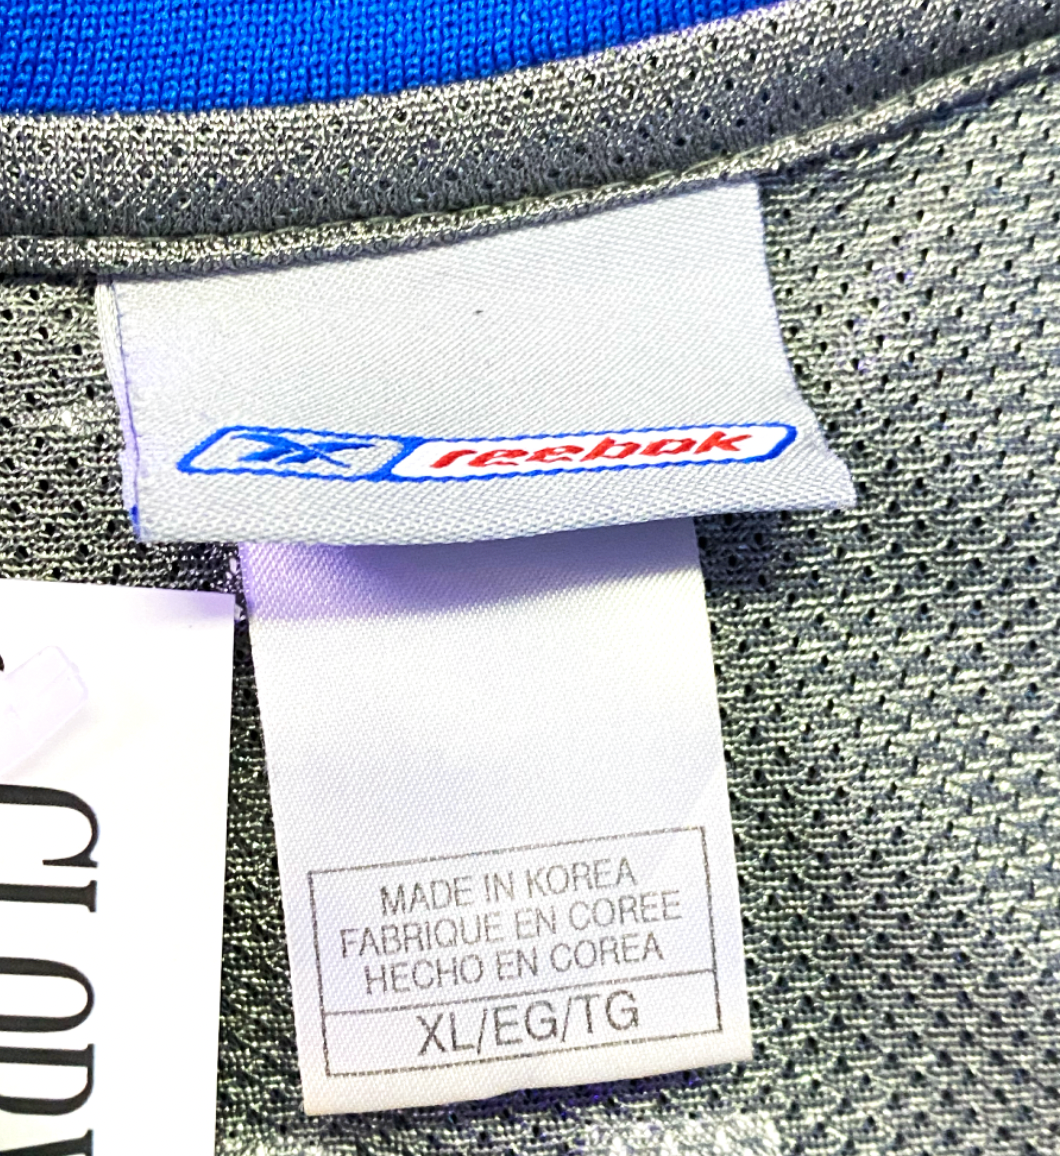 reebok
MADE IN KOREA
FABRIQUE EN COREE
HECHO EN COREA
XL/EG/TG